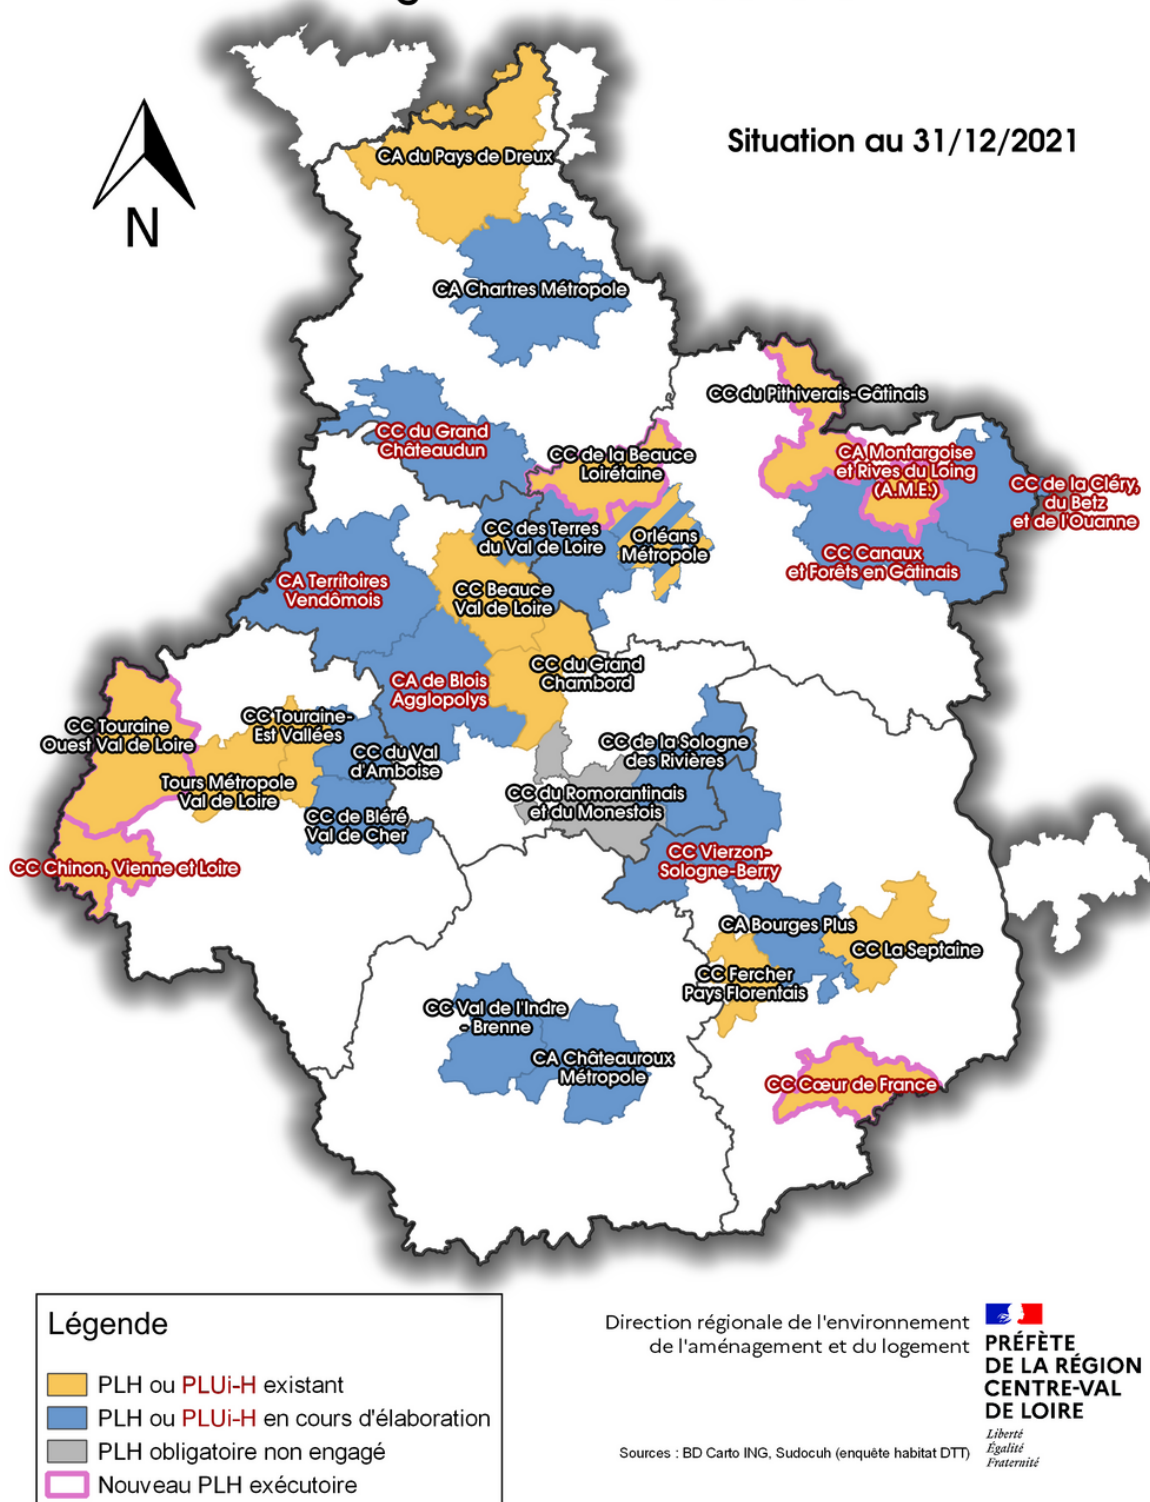 N
Situation au 31/12/2021
CA du Pays de Dreux
CA Chartres Métropole
CC du Pithiverais-Gâtinais
CC du Grand
Châteaudun
CC de la Beauce
Loirétaine
CA Montargoise
et Rives du Loing
(A.M.E.)
CC de la Cléry,
du Betz
et de l'Ouanne
CC des Terres
du Val de Loire
Orléans
Métropole
CC Canaux
et Forêts en Gâtinais
CA Territoires
Vendômois
CC Beauce
Val de Loire
CC du Grand
Chambord
CA de Blois
Agglopolys
CC Touraine
Ouest Val de Loire
CC Touraine-
Est Vallées
CC du Val
d'Amboise
CC de la Sologne
des Rivières
Tours Métropole
Val de Loire
CC de Bléré
Val de Cher
CC du Romorantinais
et du Monestois
CC Chinon, Vienne et Loire
CC Vierzon-
Sologne-Berry
CA Bourges Plus
CC La Septaine
CC Fercher
Pays Florentais
CC Val de l'Indre
- Brenne
CA Châteauroux
Métropole
CC Cœur de France
Légende
PLH ou PLUi-H existant
PLH ou PLUi-H en cours d'élaboration
PLH obligatoire non engagé
Nouveau PLH exécutoire
Direction régionale de l'environnement
de l'aménagement et du logement
PRÉFÈTE
DE LA RÉGION
CENTRE-VAL
DE LOIRE
Liberté
Égalité
Fraternité
Sources : BD Carto ING, Sudocuh (enquête habitat DTT)